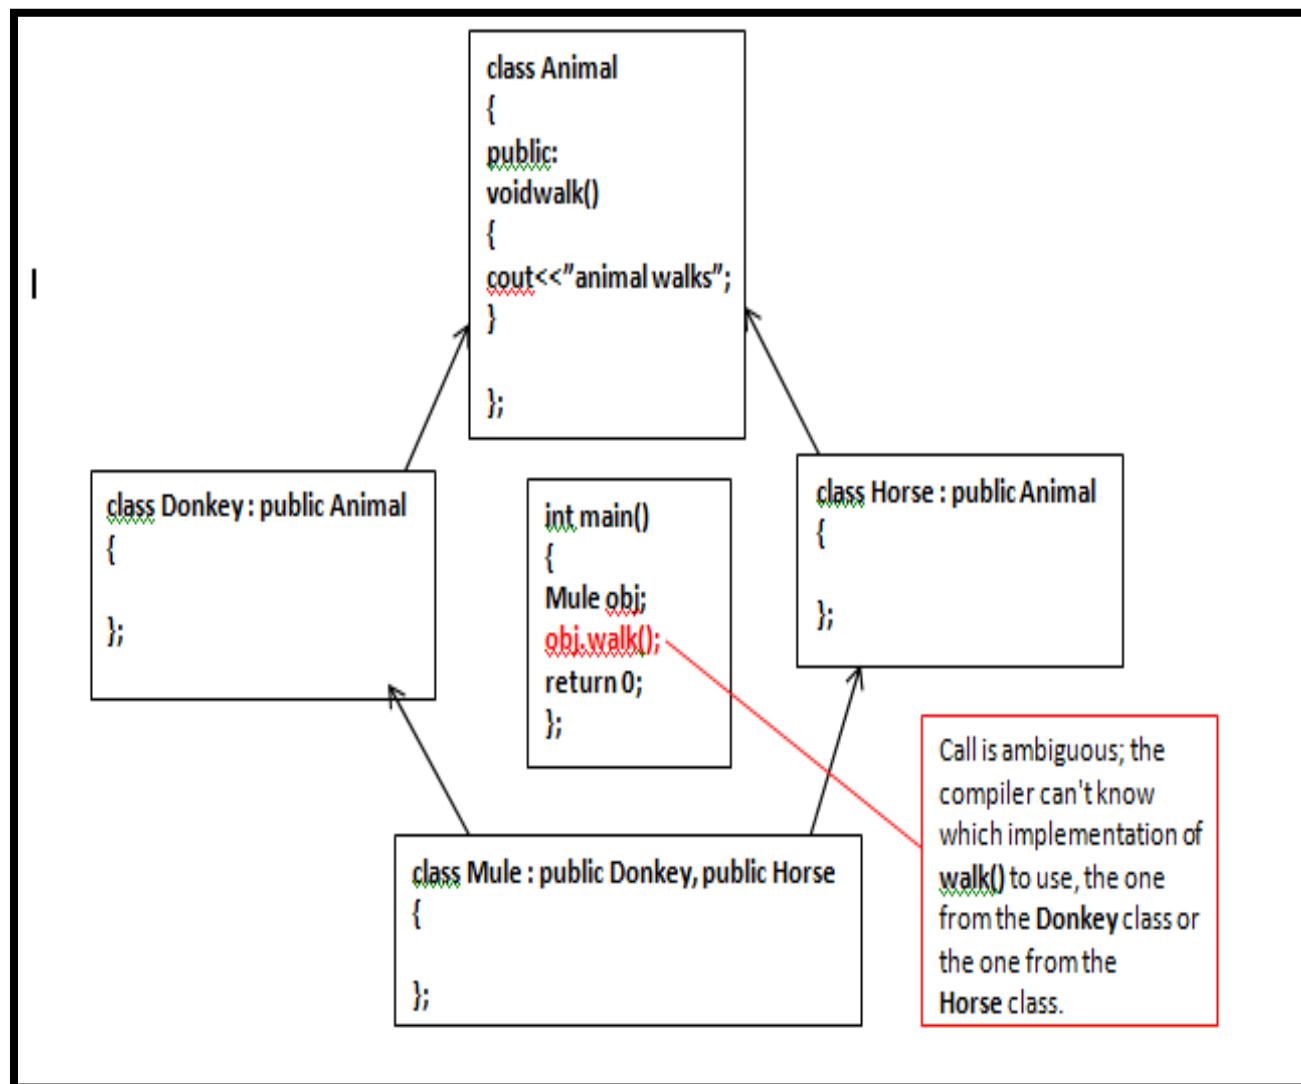 class Animal
{
public:
voidwalk()
{
cout<<”animal walks”;
}
};
class Donkey : public Animal
{
};
int main()
{
Mule obj;
obj.walk();
return 0;
};
class Horse : public Animal
{
};
class Mule : public Donkey, public Horse
{
};
Call is ambiguous; the
compiler can't know
which implementation of
walk() to use, the one
from the Donkey class or
the one from the
Horse class.